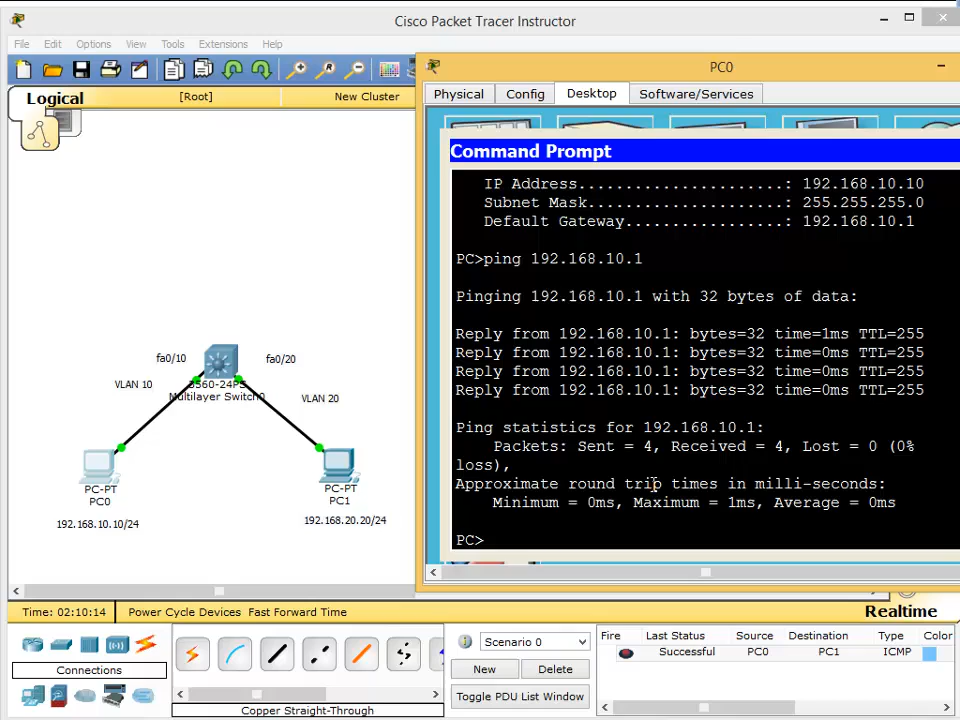 Cisco Packet Tracer Instructor
File Edit Options View Tools Extensions Help
PC0
Logical [Root] New Cluster
Physical Config Desktop Software/Services
Command Prompt
IP Address......................: 192.168.10.10
Subnet Mask.....................: 255.255.255.0
Default Gateway.................: 192.168.10.1
PC>ping 192.168.10.1
Pinging 192.168.10.1 with 32 bytes of data:
Reply from 192.168.10.1: bytes=32 time=1ms TTL=255
Reply from 192.168.10.1: bytes=32 time=0ms TTL=255
Reply from 192.168.10.1: bytes=32 time=0ms TTL=255
Reply from 192.168.10.1: bytes=32 time=0ms TTL=255
Ping statistics for 192.168.10.1:
Packets: Sent = 4, Received = 4, Lost = 0 (0%
loss),
Approximate round trip times in milli-seconds:
Minimum = 0ms, Maximum = 1ms, Average = 0ms
PC>
fa0/10 fa0/20
VLAN 10
3560-24PS
Multilayer Switch0
VLAN 20
PC-PT
PC0
192.168.10.10/24
PC-PT
PC1
192.168.20.20/24
Time: 02:10:14 Power Cycle Devices Fast Forward Time Realtime
Connections
Copper Straight-Through
Scenario 0
New Delete
Toggle PDU List Window
Fire Last Status Source Destination Type Color
Successful PC0 PC1 ICMP